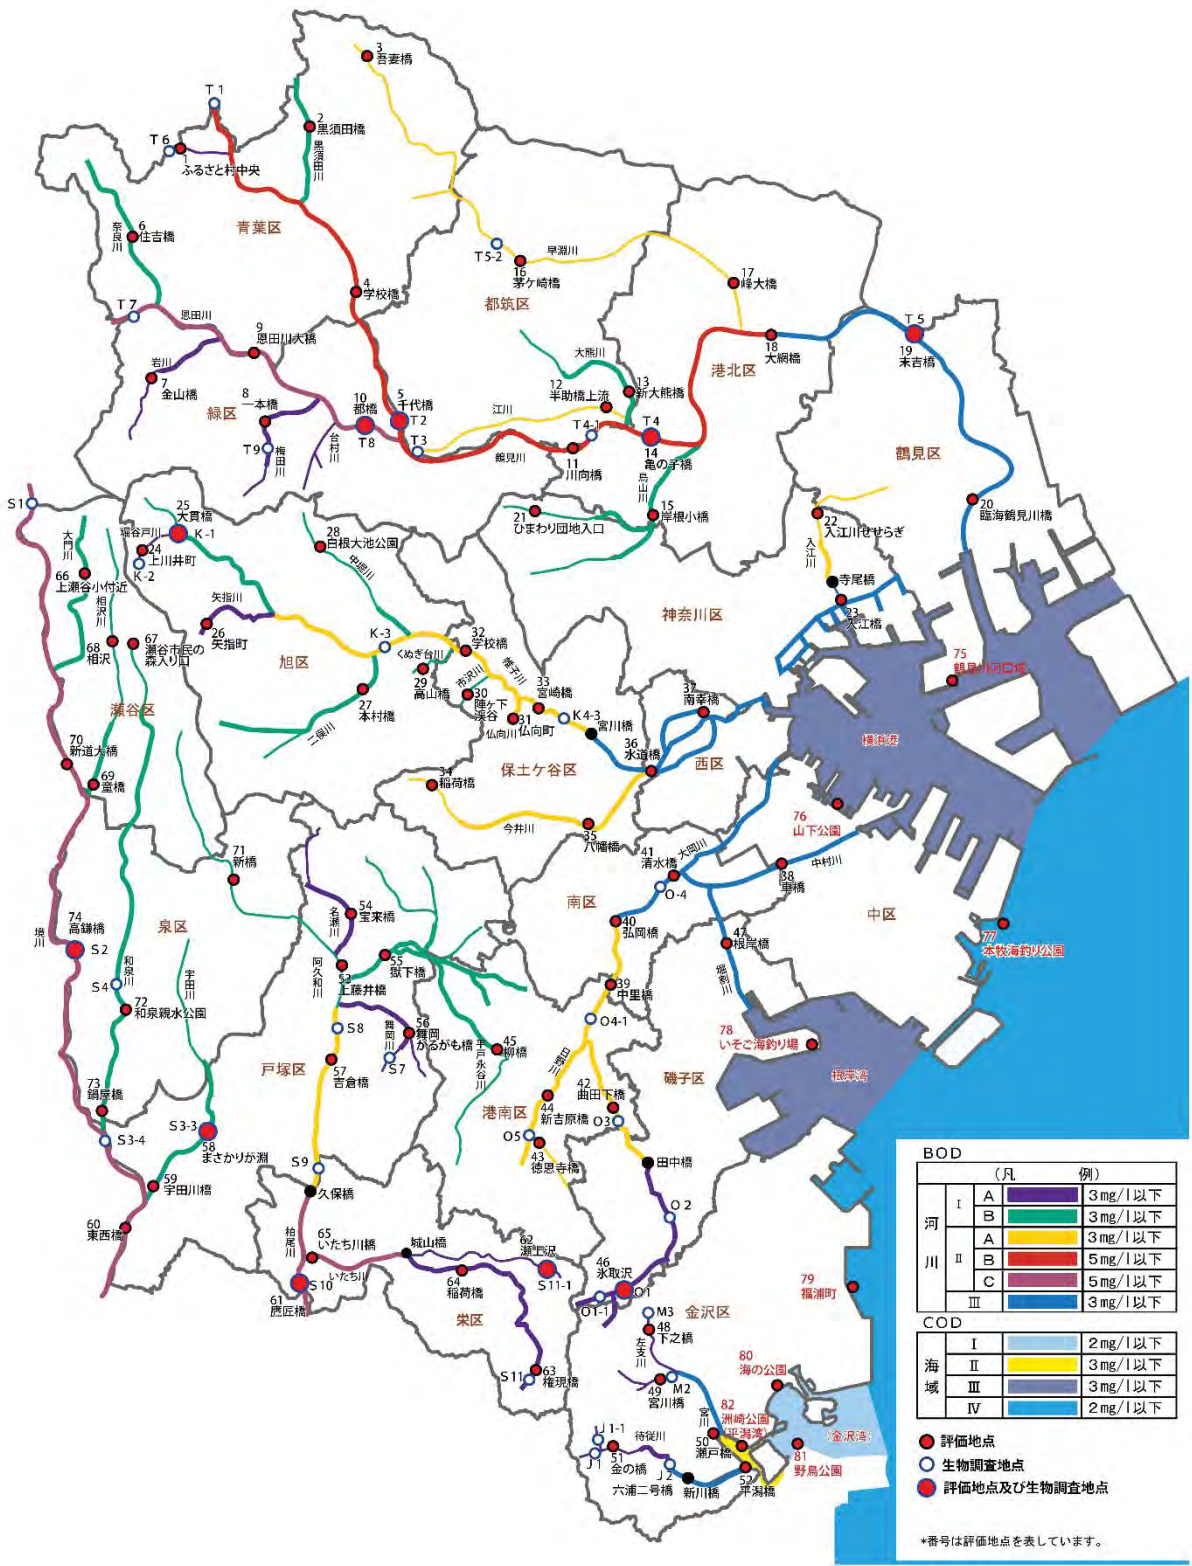 3
吾妻橋
T1
2
黒須田橋
黒須田川
T6
1
ふるさと村中央
青葉区
奈良川
6
住吉橋
T5-2
16
茅ケ崎橋
早淵川
17
峰大橋
4
学校橋
都筑区
T7
恩田川
9
恩田川大橋
T5
19
末吉橋
18
大綱橋
港北区
岩川
7
金山橋
大熊川
12
半助橋上流
13
新大熊橋
緑区
8
一本橋
10
都橋
T8
5
千代橋
T2
江川
T4-1
T4
14
亀の子橋
T3
T9
梅田川
台村川
鶴見川
11
川向橋
鶴見区
鳥山川
S1
25
大貫橋
K-1
堀谷戸川
24
上川井町
K-2
28
白根大池公園
中堀川
21
ひまわり団地入口
15
岸根小橋
22
入江川せせらぎ
20
臨海鶴見川橋
大門川
66
上瀬谷小付近
相沢川
入江川
寺尾橋
23
入江橋
神奈川区
矢指川
26
矢指町
68
相沢
67
瀬谷市民の
森入り口
旭区
K-3
くぬぎ台川
32
学校橋
29
高山橋
市沢川
30
陣ヶ下
渓谷
帷子川
33
宮崎橋
31
仏向町
仏向川
K4-3
宮川橋
37
南幸橋
75
鶴見川河口域
瀬谷区
27
本村橋
二俣川
70
新道大橋
69
童橋
34
稲荷橋
保土ケ谷区
36
水道橋
西区
横浜港
今井川
35
八幡橋
76
山下公園
71
新橋
41
清水橋
大岡川
O-4
38
車橋
中村川
南区
中区
54
宝来橋
名瀬川
40
弘岡橋
74
高鎌橋
S2
境川
泉区
47
根岸橋
77
本牧海釣り公園
和泉川
S4
宇田川
阿久和川
53
上藤井橋
55
嶽下橋
39
中里橋
堀割川
72
和泉親水公園
S8
56
舞岡
かるがも橋
舞岡川
S7
45
柳橋
平戸永谷川
O4-1
78
いそご海釣り場
戸塚区
57
吉倉橋
日野川
42
曲田下橋
磯子区
根岸湾
73
鍋屋橋
港南区
44
新吉原橋
O3
S3-4
S3-3
58
まさかりが淵
O5
43
徳恩寺橋
田中橋
59
宇田川橋
S9
久保橋
60
東西橋
柏尾川
65
いたち川橋
城山橋
62
瀬上沢
S11-1
O2
いたち川
64
稲荷橋
46
氷取沢
O1
O1-1
79
福浦町
61
鷹匠橋
S10
栄区
金沢区
M3
48
下之橋
左支川
S11
63
権現橋
49
宮川橋
M2
80
海の公園
宮川
82
洲崎公園
(平潟湾)
50
瀬戸橋
(金沢湾)
81
野島公園
J1-1
J1
51
金の橋
侍従川
J2
六浦二号橋
新川橋
52
平潟橋
BOD
(凡 例)
河川
I A 3mg/l以下
B 3mg/l以下
II A 3mg/l以下
B 5mg/l以下
C 5mg/l以下
III 3mg/l以下
COD
海域
I 2mg/l以下
II 3mg/l以下
III 3mg/l以下
IV 2mg/l以下
評価地点
生物調査地点
評価地点及び生物調査地点
*番号は評価地点を表しています。